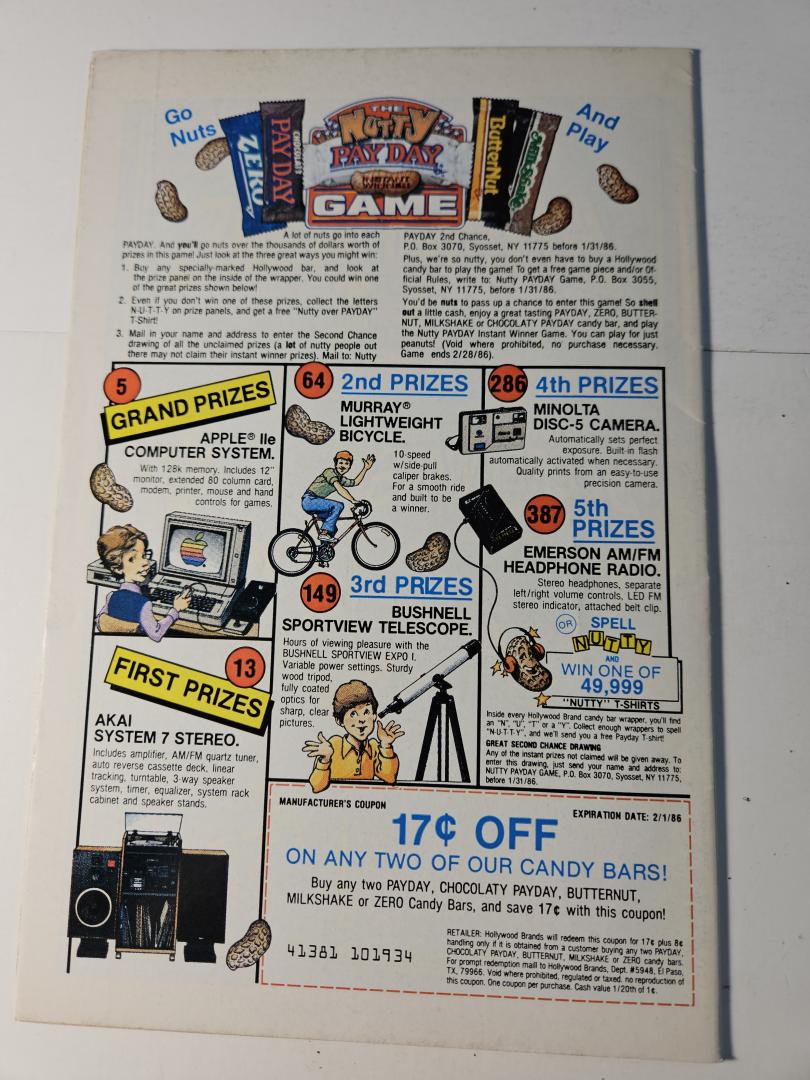 Go
Nuts
And
Play
ZERO
CHOCOLATY
PAY DAY
THE
NUTTY
PAY DAY
INSTANT
WINNER
GAME
ButterNut
Milk Shake
A lot of nuts go into each
PAYDAY. And you'll go nuts over the thousands of dollars worth of
prizes in this game! Just look at the three great ways you might win:
1. Buy any specially-marked Hollywood bar, and look at
the prize panel on the inside of the wrapper. You could win one
of the great prizes shown below!
2. Even if you don't win one of these prizes, collect the letters
N-U-T-T-Y on prize panels, and get a free "Nutty over PAYDAY"
T-Shirt!
3. Mail in your name and address to enter the Second Chance
drawing of all the unclaimed prizes (a lot of nutty people out
there may not claim their instant winner prizes). Mail to: Nutty
PAYDAY 2nd Chance,
P.O. Box 3070, Syosset, NY 11775 before 1/31/86.
Plus, we're so nutty, you don't even have to buy a Hollywood
candy bar to play the game! To get a free game piece and/or Of-
ficial Rules, write to: Nutty PAYDAY Game, P.O. Box 3055,
Syosset, NY 11775, before 1/31/86.
You'd be nuts to pass up a chance to enter this game! So shell
out a little cash, enjoy a great tasting PAYDAY, ZERO, BUTTER-
NUT, MILKSHAKE or CHOCOLATY PAYDAY candy bar, and play
the Nutty PAYDAY Instant Winner Game. You can play for just
peanuts! (Void where prohibited, no purchase necessary.
Game ends 2/28/86).
5
GRAND PRIZES
APPLE® IIe
COMPUTER SYSTEM.
With 128k memory. Includes 12"
monitor, extended 80 column card,
modem, printer, mouse and hand
controls for games.
13
FIRST PRIZES
AKAI
SYSTEM 7 STEREO.
Includes amplifier, AM/FM quartz tuner,
auto reverse cassette deck, linear
tracking, turntable, 3-way speaker
system, timer, equalizer, system rack
cabinet and speaker stands.
64 2nd PRIZES
MURRAY®
LIGHTWEIGHT
BICYCLE.
10-speed
w/side-pull
caliper brakes.
For a smooth ride
and built to be
a winner.
149 3rd PRIZES
BUSHNELL
SPORTVIEW TELESCOPE.
Hours of viewing pleasure with the
BUSHNELL SPORTVIEW EXPO I.
Variable power settings. Sturdy
wood tripod,
fully coated
optics for
sharp, clear
pictures.
286 4th PRIZES
MINOLTA
DISC-5 CAMERA.
Automatically sets perfect
exposure. Built-in flash
automatically activated when necessary.
Quality prints from an easy-to-use
precision camera.
387 5th
PRIZES
EMERSON AM/FM
HEADPHONE RADIO.
Stereo headphones, separate
left/right volume controls, LED FM
stereo indicator, attached belt clip.
OR SPELL
NUTTY
AND
WIN ONE OF
49,999
"NUTTY" T-SHIRTS
Inside every Hollywood Brand candy bar wrapper, you'll find
an "N", "U", "T" or a "Y". Collect enough wrappers to spell
"N-U-T-T-Y", and we'll send you a free Payday T-shirt!
GREAT SECOND CHANCE DRAWING
Any of the instant prizes not claimed will be given away. To
enter this drawing, just send your name and address to:
NUTTY PAYDAY GAME, P.O. Box 3070, Syosset, NY 11775,
before 1/31/86.
MANUFACTURER'S COUPON
EXPIRATION DATE: 2/1/86
17¢ OFF
ON ANY TWO OF OUR CANDY BARS!
Buy any two PAYDAY, CHOCOLATY PAYDAY, BUTTERNUT,
MILKSHAKE or ZERO Candy Bars, and save 17¢ with this coupon!
41381 101934
RETAILER: Hollywood Brands will redeem this coupon for 17¢ plus 8¢
handling only if it is obtained from a customer buying any two PAYDAY,
CHOCOLATY PAYDAY, BUTTERNUT, MILKSHAKE or ZERO candy bars.
For prompt redemption mail to Hollywood Brands, Dept. #5948, El Paso,
TX, 79966. Void where prohibited, regulated or taxed. no reproduction of
this coupon. One coupon per purchase. Cash value 1/20th of 1¢.